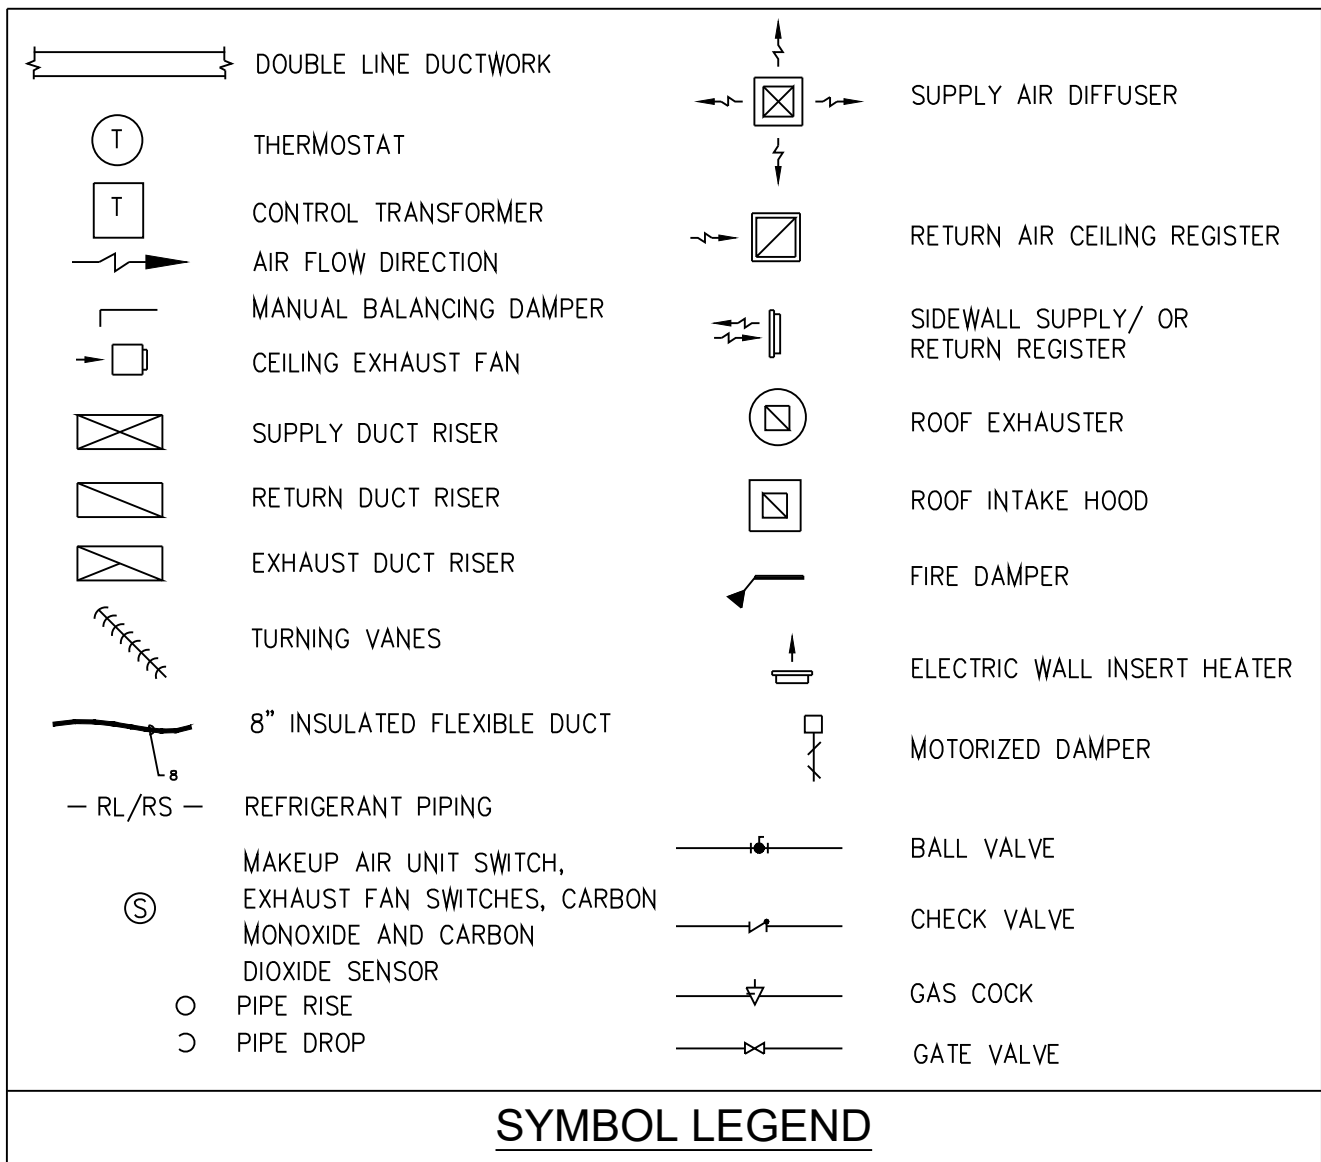 DOUBLE LINE DUCTWORK
T
THERMOSTAT
T
CONTROL TRANSFORMER
AIR FLOW DIRECTION
MANUAL BALANCING DAMPER
CEILING EXHAUST FAN
SUPPLY DUCT RISER
RETURN DUCT RISER
EXHAUST DUCT RISER
TURNING VANES
8" INSULATED FLEXIBLE DUCT
8
— RL/RS —
REFRIGERANT PIPING
S
MAKEUP AIR UNIT SWITCH,
EXHAUST FAN SWITCHES, CARBON
MONOXIDE AND CARBON
DIOXIDE SENSOR
PIPE RISE
PIPE DROP
SUPPLY AIR DIFFUSER
RETURN AIR CEILING REGISTER
SIDEWALL SUPPLY/ OR
RETURN REGISTER
ROOF EXHAUSTER
ROOF INTAKE HOOD
FIRE DAMPER
ELECTRIC WALL INSERT HEATER
MOTORIZED DAMPER
BALL VALVE
CHECK VALVE
GAS COCK
GATE VALVE
SYMBOL LEGEND